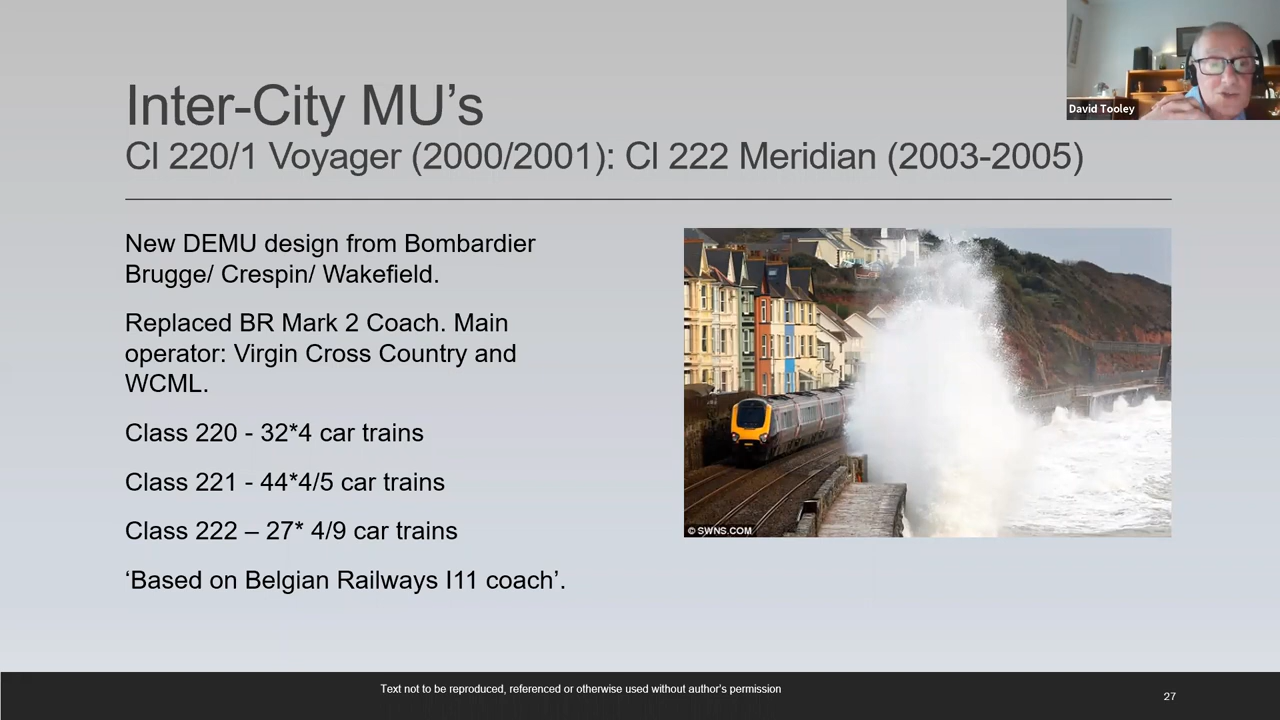 David Tooley
Inter-City MU’s
Cl 220/1 Voyager (2000/2001): Cl 222 Meridian (2003-2005)
New DEMU design from Bombardier
Brugge/ Crespin/ Wakefield.
Replaced BR Mark 2 Coach. Main
operator: Virgin Cross Country and
WCML.
Class 220 - 32*4 car trains
Class 221 - 44*4/5 car trains
Class 222 – 27* 4/9 car trains
‘Based on Belgian Railways I11 coach’.
© SWNS.COM
Text not to be reproduced, referenced or otherwise used without author's permission
27